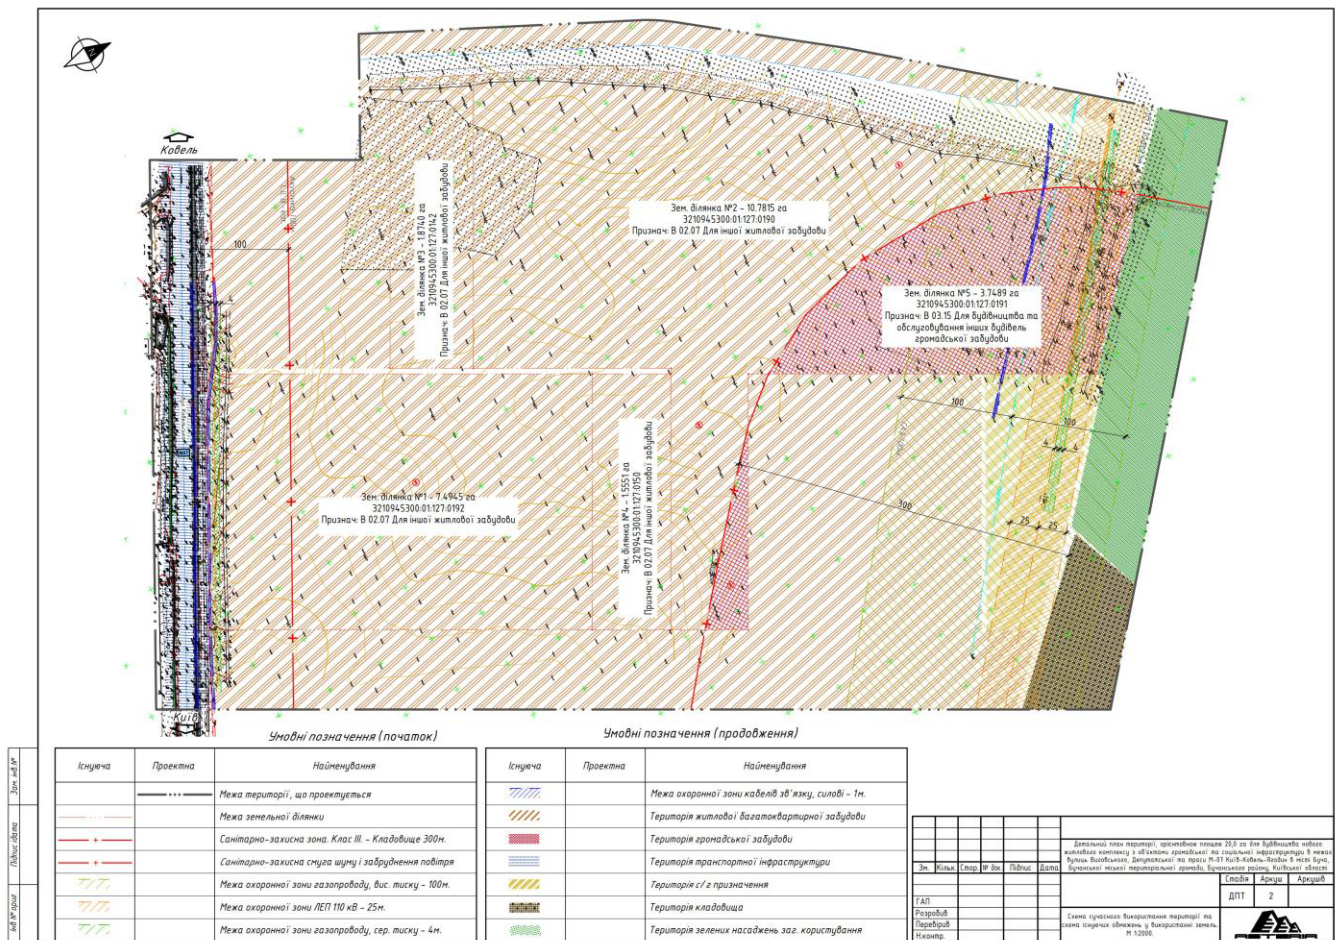 Ковель
100
Зем. ділянка №3 - 1.8740 га
3210945300:01:127:0142
Признач: В 02.07 Для іншої житлової забудови
Зем. ділянка №2 - 10.7815 га
3210945300:01:127:0190
Признач: В 02.07 Для іншої житлової забудови
Зем. ділянка №5 - 3.7489 га
3210945300:01:127:0191
Признач: В 03.15 Для будівництва та
обслуговування інших будівель
громадської забудови
100
100
4
4
300
25
25
Зем. ділянка №1 - 7.4945 га
3210945300:01:127:0192
Признач: В 02.07 Для іншої житлової забудови
Зем. ділянка №4 - 1.5551 га
3210945300:01:127:0150
Признач: В 02.07 Для іншої житлової забудови
Київ
Умовні позначення (початок)
Існуюча Проектна Найменування
Межа території, що проектується
Межа земельної ділянки
Санітарно-захисна зона. Клас III. - Кладовище 300м.
Санітарно-захисна смуга шуму і забруднення повітря
Межа охоронної зони газопроводу, вис. тиску - 100м.
Межа охоронної зони ЛЕП 110 кВ - 25м.
Межа охоронної зони газопроводу, сер. тиску - 4м.
Умовні позначення (продовження)
Існуюча Проектна Найменування
Межа охоронної зони кабелів зв'язку, силові - 1м.
Територія житлової багатоквартирної забудови
Територія громадської забудови
Територія транспортної інфраструктури
Територія с/г призначення
Територія кладовища
Територія зелених насаджень заг. користування
Зам. інв.№
Підпис дата
Інв № ориг
Детальний план території, орієнтовною площею 20,0 га для будівництва нового
житлового комплексу з об'єктами громадської та соціальної інфраструктури в межах
вулиць Виговського, Депутатської та траси М-07 Київ-Ковель-Ягодин в місті Буча,
Бучанської міської територіальної громади, Бучанського району, Київської області
Зм. Кільк. Стор. № док. Підпис Дата
Стадія Аркуш Аркушів
ДПТ 2
ГАП
Розробив
Перевірив
Н.контр.
Схема сучасного використання території та
схема існуючих обмежень у використанні земель.
М 1:2000.